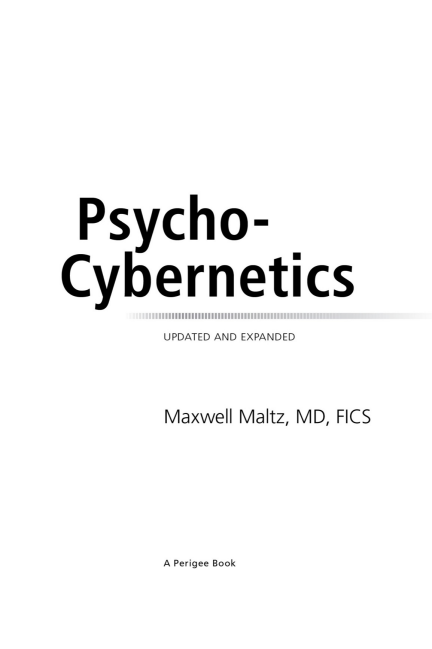 Psycho-
Cybernetics
UPDATED AND EXPANDED
Maxwell Maltz, MD, FICS
A Perigee Book